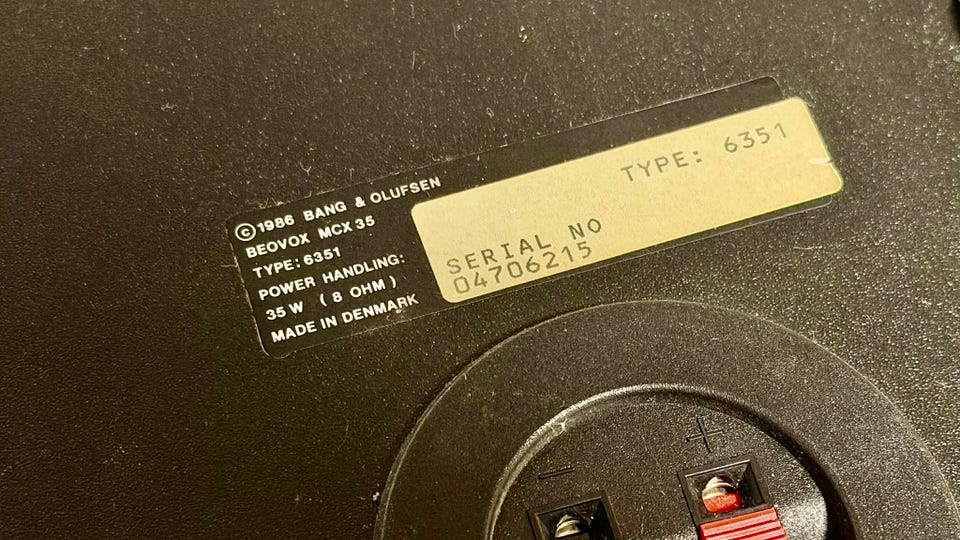 ©1986 BANG & OLUFSEN
BEOVOX MCX 35
TYPE: 6351
POWER HANDLING:
35 W ( 8 OHM )
MADE IN DENMARK
TYPE: 6351
SERIAL NO
04706215
- +